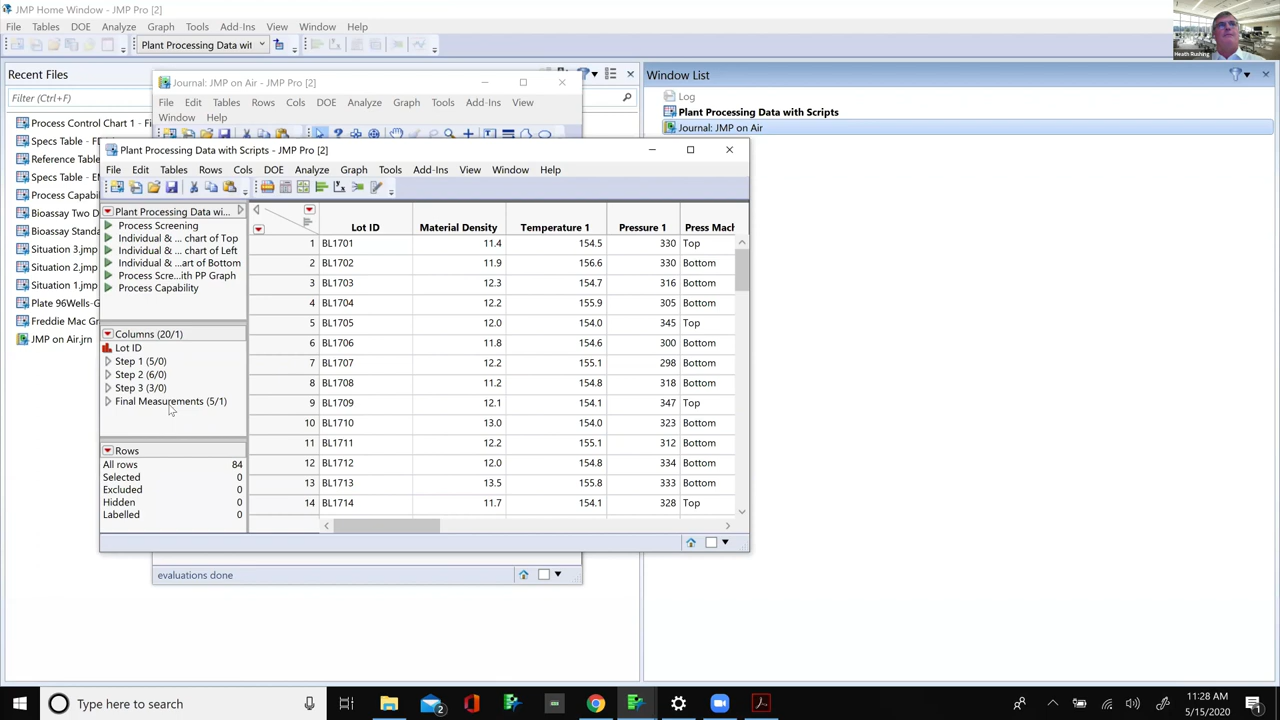 JMP Home Window - JMP Pro [2]
File Tables DOE Analyze Graph Tools Add-Ins View Window Help
Plant Processing Data wit
Recent Files
Filter (Ctrl+F)
Process Control Chart 1 - Fi
Specs Table - FD
Reference Table
Specs Table - E
Process Capabi
Bioassay Two D
Bioassay Standa
Situation 3.jmp
Situation 2.jmp
Situation 1.jmp
Plate 96Wells-G
Freddie Mac Gr
JMP on Air.jrn
Journal: JMP on Air - JMP Pro [2]
File Edit Tables Rows Cols DOE Analyze Graph Tools Add-Ins View
Window Help
Plant Processing Data with Scripts - JMP Pro [2]
File Edit Tables Rows Cols DOE Analyze Graph Tools Add-Ins View Window Help
Plant Processing Data wi...
Process Screening
Individual & ... chart of Top
Individual & ... chart of Left
Individual & ...art of Bottom
Process Scre...ith PP Graph
Process Capability
Columns (20/1)
Lot ID
Step 1 (5/0)
Step 2 (6/0)
Step 3 (3/0)
Final Measurements (5/1)
Rows
All rows 84
Selected 0
Excluded 0
Hidden 0
Labelled 0
Lot ID Material Density Temperature 1 Pressure 1 Press Mach
1 BL1701 11.4 154.5 330 Top
2 BL1702 11.9 156.6 330 Bottom
3 BL1703 12.3 154.7 316 Bottom
4 BL1704 12.2 155.9 305 Bottom
5 BL1705 12.0 154.0 345 Top
6 BL1706 11.8 154.6 300 Bottom
7 BL1707 12.2 155.1 298 Bottom
8 BL1708 11.2 154.8 318 Bottom
9 BL1709 12.1 154.1 347 Top
10 BL1710 13.0 154.0 323 Bottom
11 BL1711 12.2 155.1 312 Bottom
12 BL1712 12.0 154.8 334 Bottom
13 BL1713 13.5 155.8 333 Bottom
14 BL1714 11.7 154.1 328 Top
evaluations done
Window List
Log
Plant Processing Data with Scripts
Journal: JMP on Air
Heath Rushing
Type here to search
2
11:28 AM
5/15/2020
1